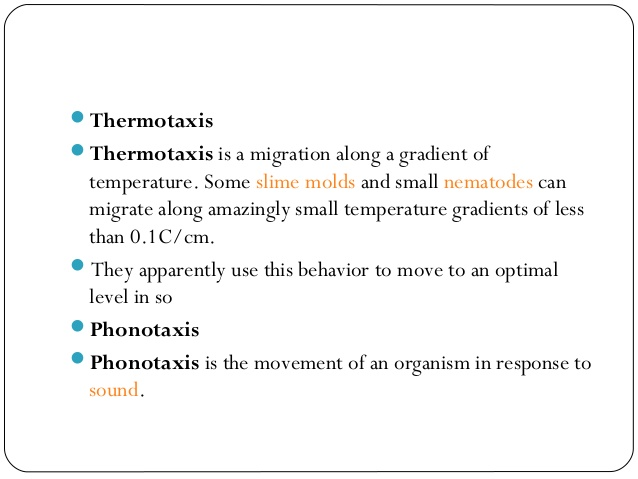 Thermotaxis
Thermotaxis is a migration along a gradient of
temperature. Some slime molds and small nematodes can
migrate along amazingly small temperature gradients of less
than 0.1C/cm.
They apparently use this behavior to move to an optimal
level in so
Phonotaxis
Phonotaxis is the movement of an organism in response to
sound.